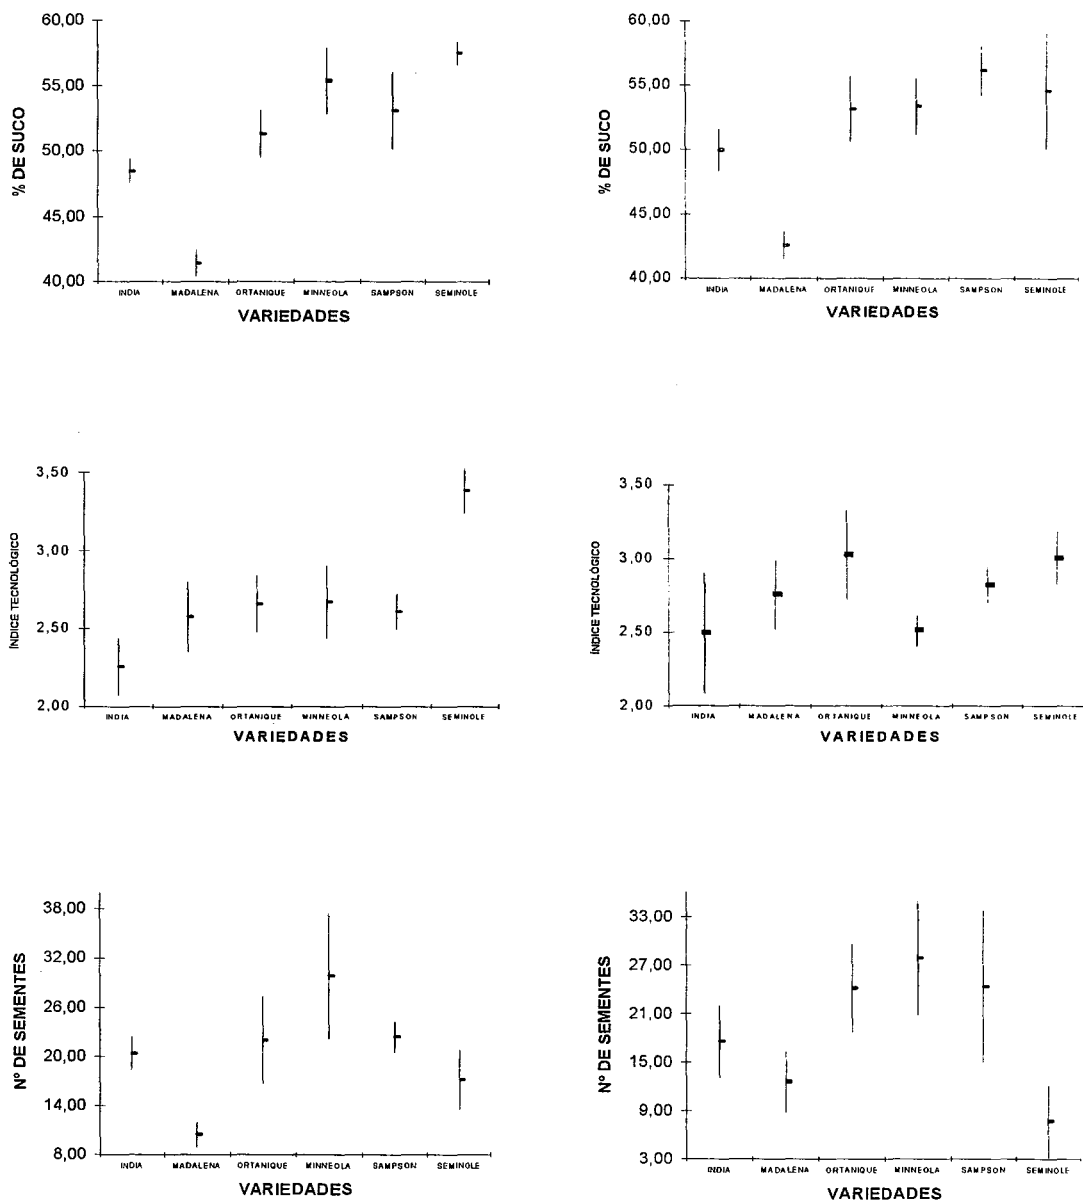 60,00
55,00
50,00
45,00
40,00
% DE SUCO
INDIA MADALENA ORTANIQUE MINNEOLA SAMPSON SEMINOLE
VARIEDADES
60,00
55,00
50,00
45,00
40,00
% DE SUCO
INDIA MADALENA ORTANIQUE MINNEOLA SAMPSON SEMINOLE
VARIEDADES
3,50
3,00
2,50
2,00
ÍNDICE TECNOLÓGICO
INDIA MADALENA ORTANIQUE MINNEOLA SAMPSON SEMINOLE
VARIEDADES
3,50
3,00
2,50
2,00
ÍNDICE TECNOLÓGICO
INDIA MADALENA ORTANIQUE MINNEOLA SAMPSON SEMINOLE
VARIEDADES
38,00
32,00
26,00
20,00
14,00
8,00
Nº DE SEMENTES
INDIA MADALENA ORTANIQUE MINNEOLA SAMPSON SEMINOLE
VARIEDADES
33,00
27,00
21,00
15,00
9,00
3,00
Nº DE SEMENTES
INDIA MADALENA ORTANIQUE MINNEOLA SAMPSON SEMINOLE
VARIEDADES